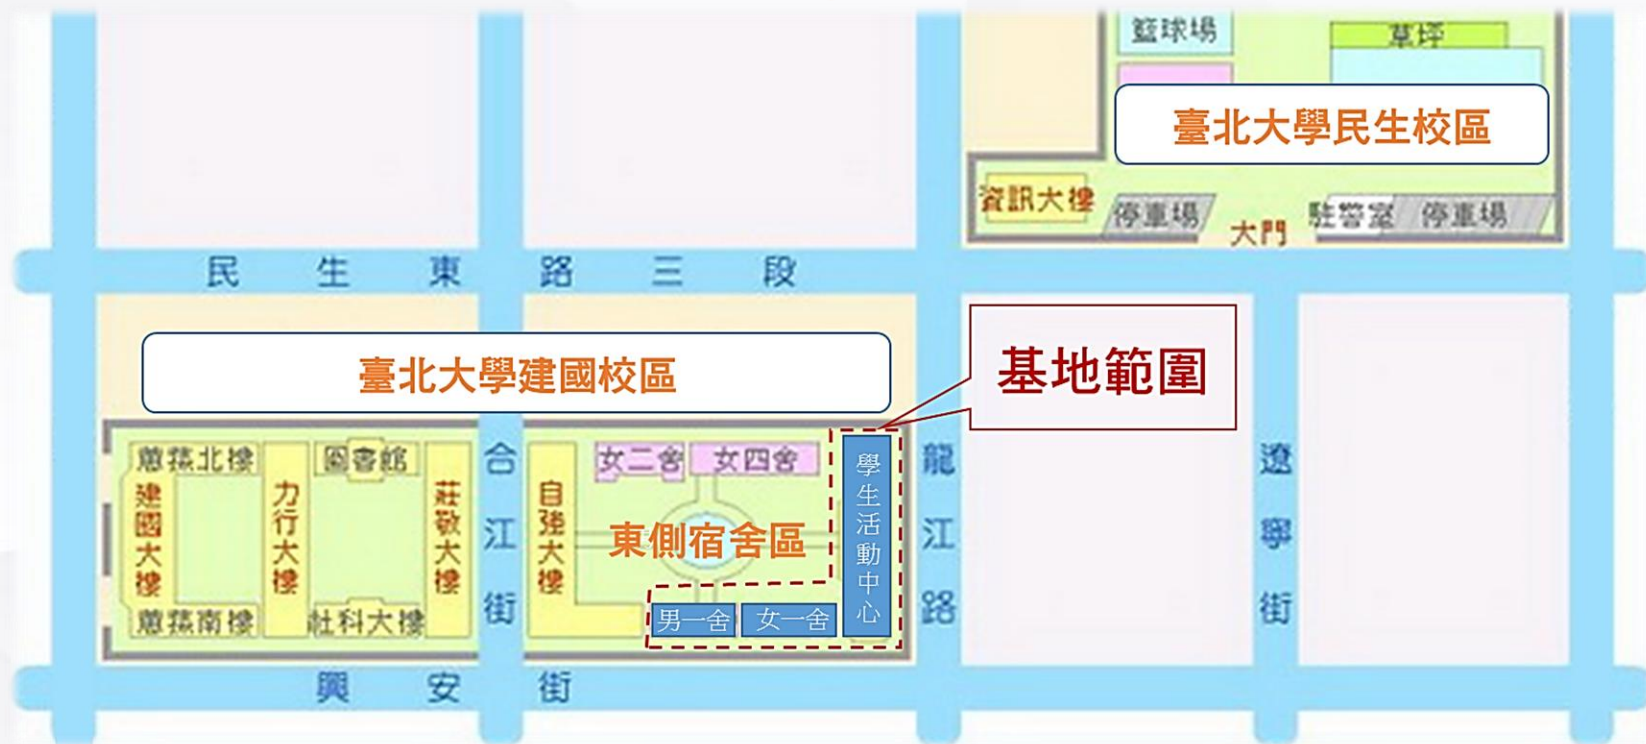 籃球場
草坪
臺北大學民生校區
資訊大樓
停車場
大門
駐警室
停車場
民生東路三段
臺北大學建國校區
基地範圍
蕙蓀北樓
圖書館
女二舍
女四舍
建國大樓
力行大樓
莊敬大樓
合江街
自強大樓
東側宿舍區
學生活動中心
龍江路
遼寧街
蕙蓀南樓
社科大樓
男一舍
女一舍
興安街